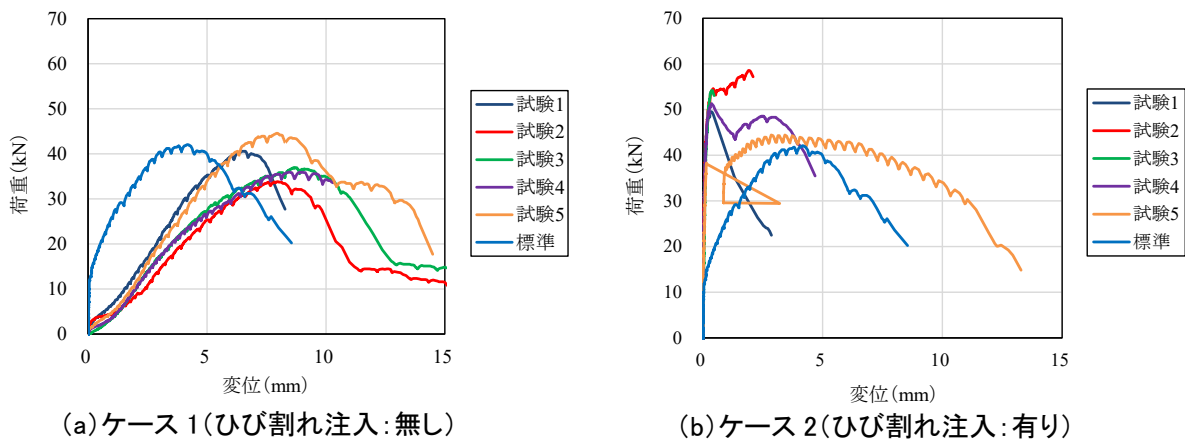 70
60
50
40
30
20
10
0
荷重(kN)
0 5 10 15
変位(mm)
試験1
試験2
試験3
試験4
試験5
標準
(a)ケース 1(ひび割れ注入:無し)
70
60
50
40
30
20
10
0
荷重(kN)
0 5 10 15
変位(mm)
試験1
試験2
試験3
試験4
試験5
標準
(b)ケース 2(ひび割れ注入:有り)